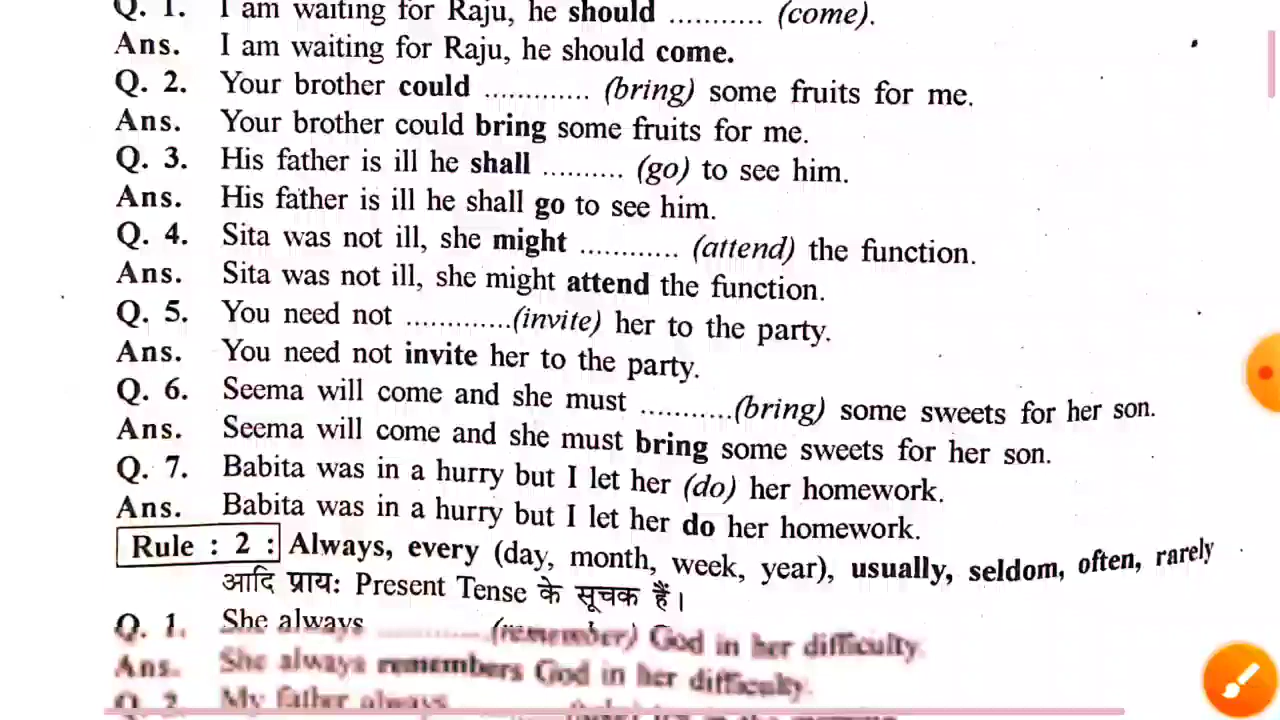 Q. 1. I am waiting for Raju, he should ........... (come).
Ans. I am waiting for Raju, he should come.
Q. 2. Your brother could ............. (bring) some fruits for me.
Ans. Your brother could bring some fruits for me.
Q. 3. His father is ill he shall .......... (go) to see him.
Ans. His father is ill he shall go to see him.
Q. 4. Sita was not ill, she might ............ (attend) the function.
Ans. Sita was not ill, she might attend the function.
Q. 5. You need not .............(invite) her to the party.
Ans. You need not invite her to the party.
Q. 6. Seema will come and she must ...........(bring) some sweets for her son.
Ans. Seema will come and she must bring some sweets for her son.
Q. 7. Babita was in a hurry but I let her (do) her homework.
Ans. Babita was in a hurry but I let her do her homework.
Rule : 2 : Always, every (day, month, week, year), usually, seldom, often, rarely
आदि प्राय: Present Tense के सूचक हैं।
Q. 1. She always ............ (remember) God in her difficulty.
Ans. She always remembers God in her difficulty.
Q. 2. My father always